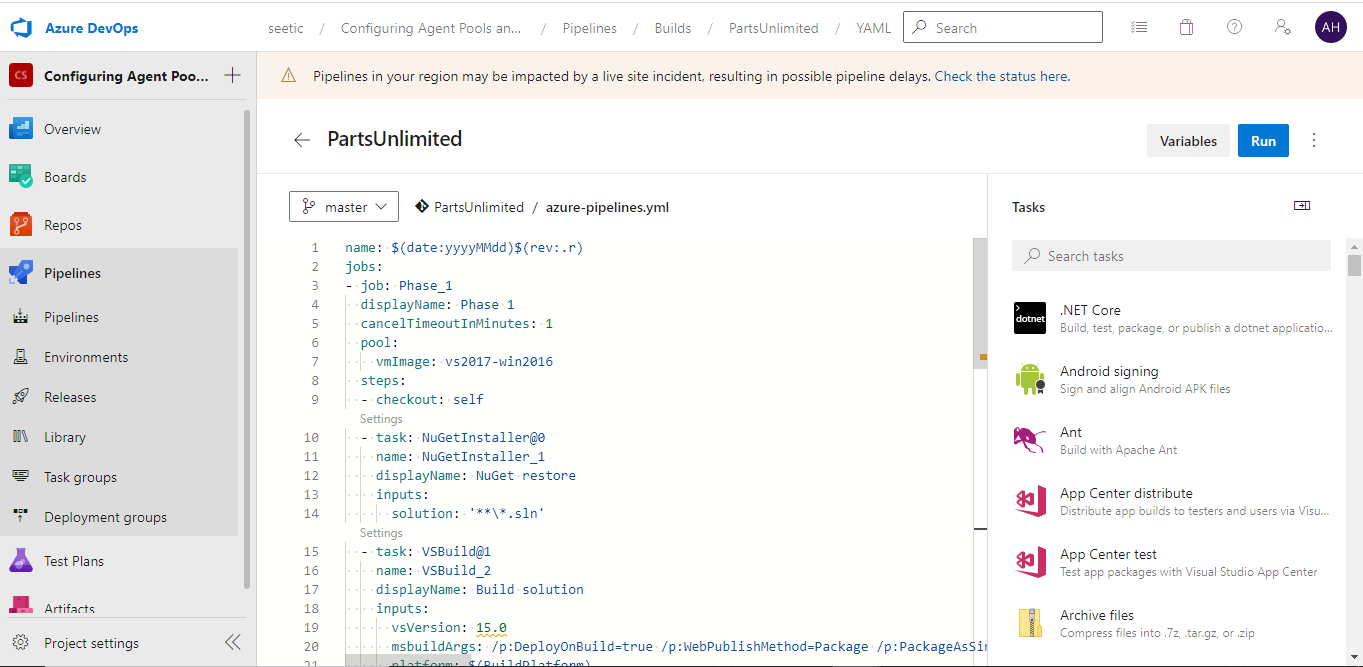 Azure DevOps
seetic / Configuring Agent Pools an... / Pipelines / Builds / PartsUnlimited / YAML
Search
AH
CS Configuring Agent Poo...
Overview
Boards
Repos
Pipelines
Pipelines
Environments
Releases
Library
Task groups
Deployment groups
Test Plans
Artifacts
Project settings
Pipelines in your region may be impacted by a live site incident, resulting in possible pipeline delays. Check the status here.
PartsUnlimited
Variables
Run
master
PartsUnlimited / azure-pipelines.yml
1 name: $(date:yyyyMMdd)$(rev:.r)
2 jobs:
3 - job: Phase_1
4 displayName: Phase 1
5 cancelTimeoutInMinutes: 1
6 pool:
7 vmImage: vs2017-win2016
8 steps:
9 - checkout: self
Settings
10 - task: NuGetInstaller@0
11 name: NuGetInstaller_1
12 displayName: NuGet restore
13 inputs:
14 solution: '**\*.sln'
Settings
15 - task: VSBuild@1
16 name: VSBuild_2
17 displayName: Build solution
18 inputs:
19 vsVersion: 15.0
20 msbuildArgs: /p:DeployOnBuild=true /p:WebPublishMethod=Package /p:PackageAsSin
21 platform: $(BuildPlatform)
Tasks
Search tasks
dotnet
.NET Core
Build, test, package, or publish a dotnet applicatio...
Android signing
Sign and align Android APK files
Ant
Build with Apache Ant
App Center distribute
Distribute app builds to testers and users via Visu...
App Center test
Test app packages with Visual Studio App Center
Archive files
Compress files into .7z, .tar.gz, or .zip